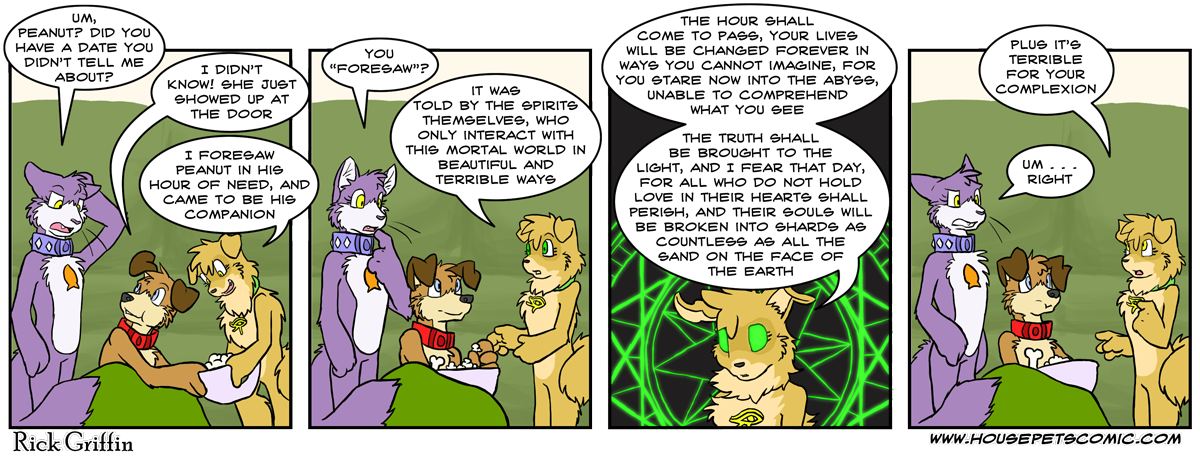 UM,
PEANUT? DID YOU
HAVE A DATE YOU
DIDN'T TELL ME
ABOUT?
I DIDN'T
KNOW! SHE JUST
SHOWED UP AT
THE DOOR
I FORESAW
PEANUT IN HIS
HOUR OF NEED, AND
CAME TO BE HIS
COMPANION
YOU
"FORESAW"?
IT WAS
TOLD BY THE SPIRITS
THEMSELVES, WHO
ONLY INTERACT WITH
THIS MORTAL WORLD IN
BEAUTIFUL AND
TERRIBLE WAYS
THE HOUR SHALL
COME TO PASS, YOUR LIVES
WILL BE CHANGED FOREVER IN
WAYS YOU CANNOT IMAGINE, FOR
YOU STARE NOW INTO THE ABYSS,
UNABLE TO COMPREHEND
WHAT YOU SEE
THE TRUTH SHALL
BE BROUGHT TO THE
LIGHT, AND I FEAR THAT DAY,
FOR ALL WHO DO NOT HOLD
LOVE IN THEIR HEARTS SHALL
PERISH, AND THEIR SOULS WILL
BE BROKEN INTO SHARDS AS
COUNTLESS AS ALL THE
SAND ON THE FACE OF
THE EARTH
PLUS IT'S
TERRIBLE
FOR YOUR
COMPLEXION
UM . . .
RIGHT
Rick Griffin
WWW.HOUSEPETSCOMIC.COM